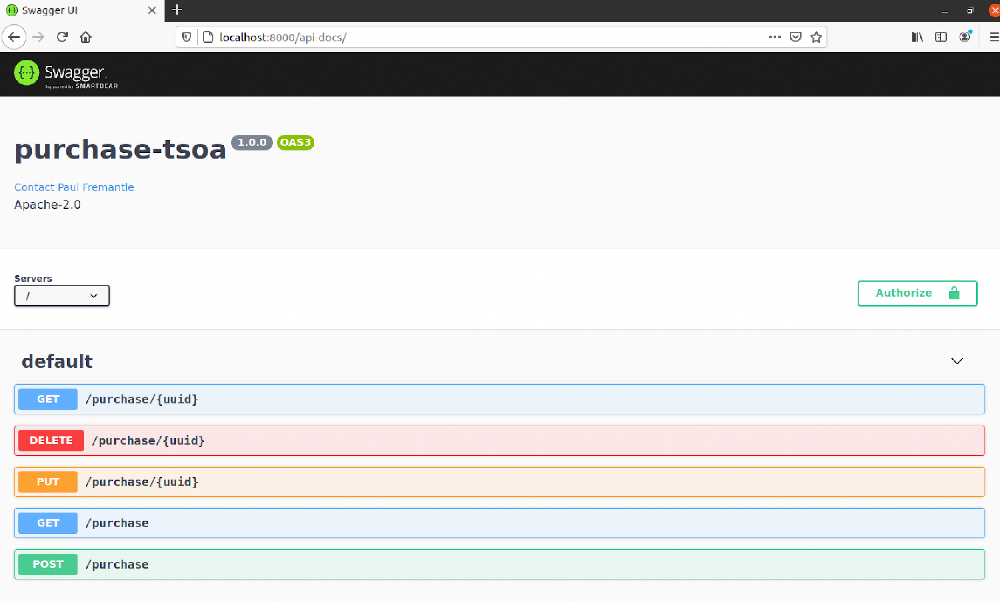 Swagger UI
localhost:8000/api-docs/
{···} Swagger
Supported by SMARTBEAR
purchase-tsoa 1.0.0 OAS3
Contact Paul Fremantle
Apache-2.0
Servers
/
Authorize
default
GET /purchase/{uuid}
DELETE /purchase/{uuid}
PUT /purchase/{uuid}
GET /purchase
POST /purchase